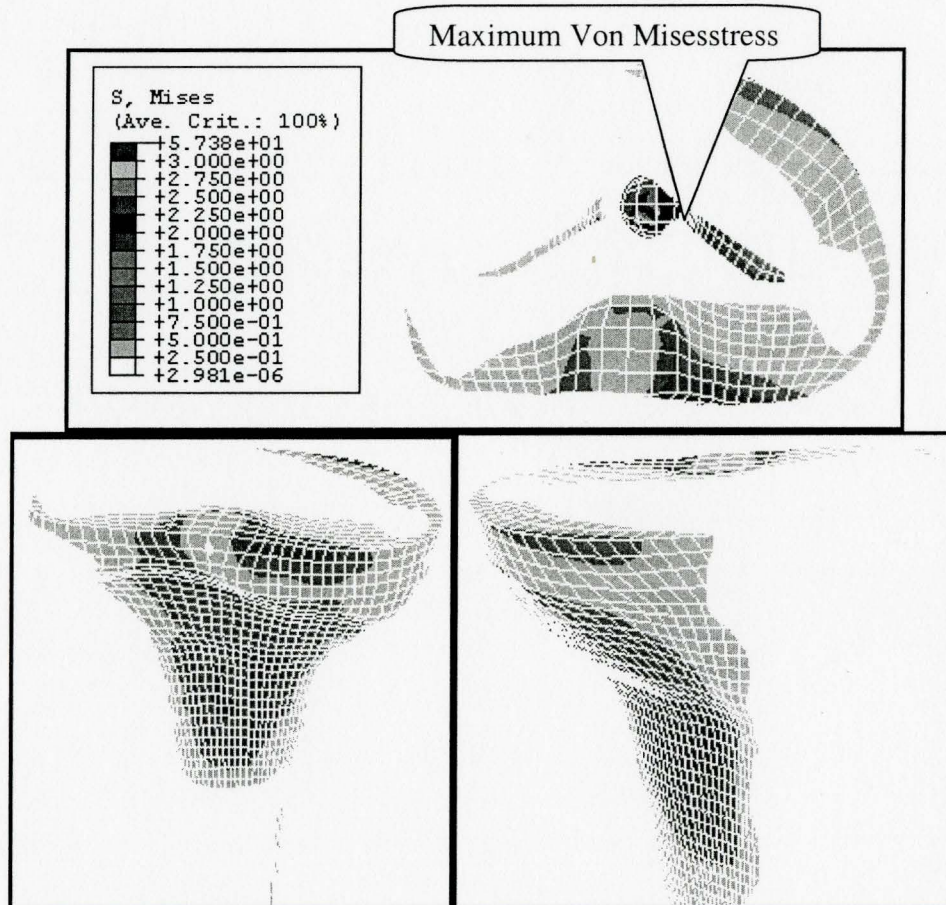 Maximum Von Misesstress
S, Mises
(Ave. Crit.: 100%)
+5.738e+01
+3.000e+00
+2.750e+00
+2.500e+00
+2.250e+00
+2.000e+00
+1.750e+00
+1.500e+00
+1.250e+00
+1.000e+00
+7.500e-01
+5.000e-01
+2.500e-01
+2.981e-06